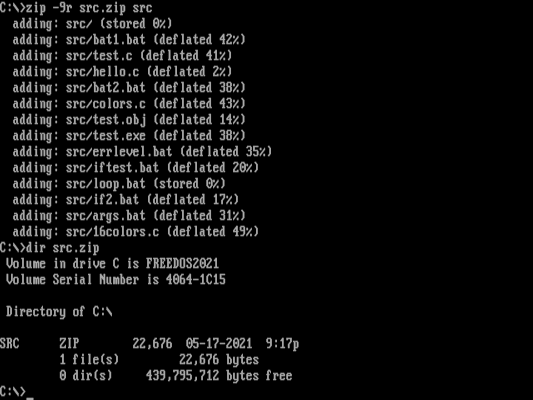 C:\>zip -9r src.zip src
  adding: src/ (stored 0%)
  adding: src/bat1.bat (deflated 42%)
  adding: src/test.c (deflated 41%)
  adding: src/hello.c (deflated 2%)
  adding: src/bat2.bat (deflated 38%)
  adding: src/colors.c (deflated 43%)
  adding: src/test.obj (deflated 14%)
  adding: src/test.exe (deflated 38%)
  adding: src/errlevel.bat (deflated 35%)
  adding: src/iftest.bat (deflated 20%)
  adding: src/loop.bat (stored 0%)
  adding: src/if2.bat (deflated 17%)
  adding: src/args.bat (deflated 31%)
  adding: src/16colors.c (deflated 49%)
C:\>dir src.zip
 Volume in drive C is FREEDOS2021
 Volume Serial Number is 4064-1C15
 Directory of C:\
SRC      ZIP        22,676  05-17-2021  9:17p
         1 file(s)         22,676 bytes
         0 dir(s)     439,795,712 bytes free
C:\>_